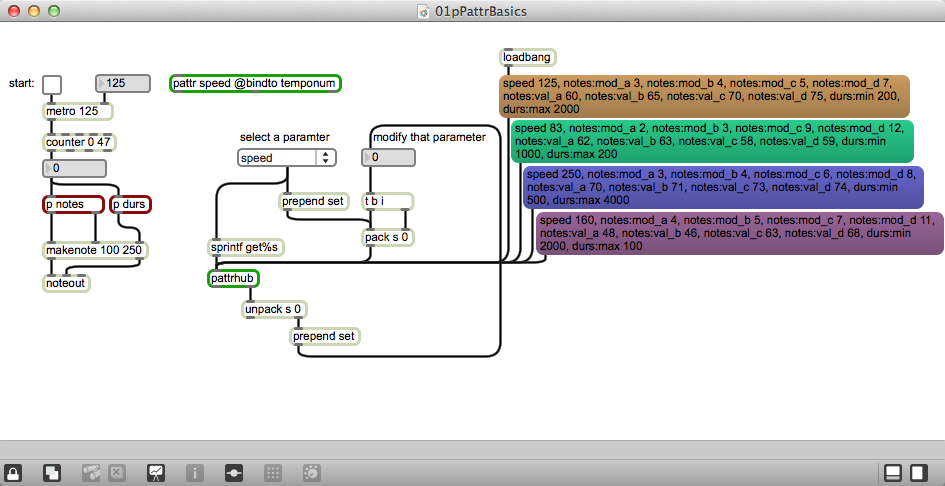 01pPattrBasics
start:
125
pattr speed @bindto temponum
metro 125
counter 0 47
0
p notes
p durs
makenote 100 250
noteout
select a paramter
speed
prepend set
sprintf get%s
pattrhub
unpack s 0
prepend set
modify that parameter
0
t b i
pack s 0
loadbang
speed 125, notes:mod_a 3, notes:mod_b 4, notes:mod_c 5, notes:mod_d 7,
notes:val_a 60, notes:val_b 65, notes:val_c 70, notes:val_d 75, durs:min 200,
durs:max 2000
speed 83, notes:mod_a 2, notes:mod_b 3, notes:mod_c 9, notes:mod_d 12,
notes:val_a 62, notes:val_b 63, notes:val_c 58, notes:val_d 59, durs:min
1000, durs:max 200
speed 250, notes:mod_a 6, notes:mod_b 4, notes:mod_c 6, notes:mod_d 8,
notes:val_a 70, notes:val_b 71, notes:val_c 73, notes:val_d 74, durs:min
500, durs:max 4000
speed 160, notes:mod_a 4, notes:mod_b 5, notes:mod_c 7, notes:mod_d 11,
notes:val_a 48, notes:val_b 46, notes:val_c 63, notes:val_d 68, durs:min
2000, durs:max 100